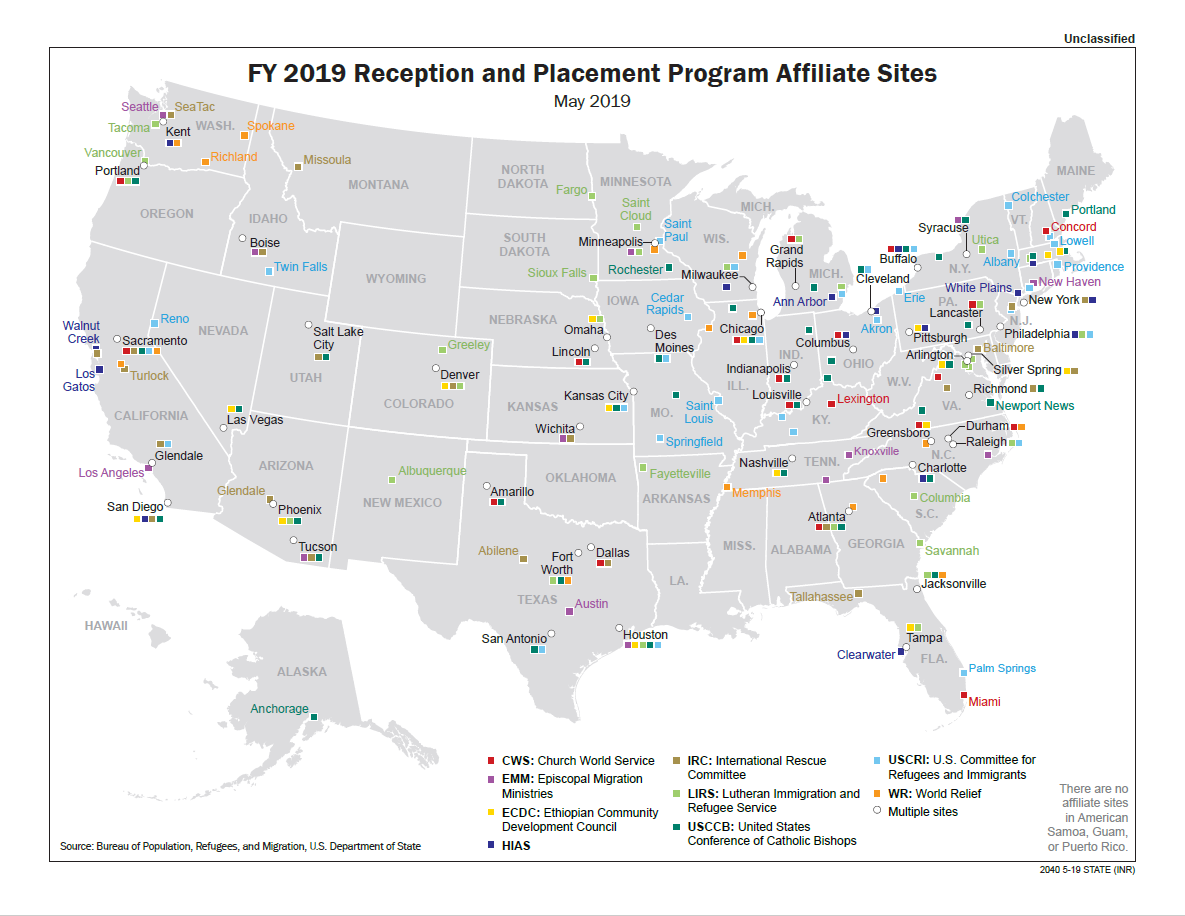 Unclassified
FY 2019 Reception and Placement Program Affiliate Sites
May 2019
Seattle
SeaTac
Tacoma
Kent
WASH.
Spokane
Vancouver
Richland
Portland
Missoula
MONTANA
OREGON
IDAHO
Boise
Twin Falls
WYOMING
NORTH
DAKOTA
Fargo
MINNESOTA
Saint
Cloud
Saint
Paul
Minneapolis
SOUTH
DAKOTA
Sioux Falls
Rochester
WIS.
MICH.
Milwaukee
Grand
Rapids
MICH.
Ann Arbor
MAINE
Colchester
VT.
Portland
Concord
Lowell
Syracuse
Utica
Albany
Providence
Buffalo
N.Y.
Cleveland
Erie
White Plains
New Haven
PA.
New York
Lancaster
N.J.
Philadelphia
Akron
Pittsburgh
Baltimore
Arlington
Silver Spring
Richmond
Newport News
Walnut
Creek
Reno
NEVADA
Sacramento
Los
Gatos
Turlock
CALIFORNIA
Salt Lake
City
UTAH
Las Vegas
Glendale
Los Angeles
San Diego
ARIZONA
Glendale
Phoenix
Tucson
Greeley
Denver
COLORADO
Albuquerque
NEW MEXICO
NEBRASKA
Omaha
Lincoln
IOWA
Cedar
Rapids
Des
Moines
Chicago
KANSAS
Kansas City
Wichita
MO.
Saint
Louis
Springfield
ILL.
IND.
Indianapolis
Columbus
OHIO
W.V.
VA.
Louisville
Lexington
KY.
Durham
Greensboro
Raleigh
N.C.
Charlotte
Knoxville
Nashville
TENN.
Memphis
OKLAHOMA
Fayetteville
ARKANSAS
Amarillo
Columbia
S.C.
Atlanta
GEORGIA
MISS.
ALABAMA
Savannah
Abilene
Fort
Worth
Dallas
TEXAS
Austin
San Antonio
Houston
LA.
Jacksonville
Tallahassee
Tampa
Clearwater
FLA.
Palm Springs
Miami
HAWAII
ALASKA
Anchorage
CWS: Church World Service
EMM: Episcopal Migration
Ministries
ECDC: Ethiopian Community
Development Council
HIAS
IRC: International Rescue
Committee
LIRS: Lutheran Immigration and
Refugee Service
USCCB: United States
Conference of Catholic Bishops
USCRI: U.S. Committee for
Refugees and Immigrants
WR: World Relief
Multiple sites
There are no
affiliate sites
in American
Samoa, Guam,
or Puerto Rico.
Source: Bureau of Population, Refugees, and Migration, U.S. Department of State
2040 5-19 STATE (INR)